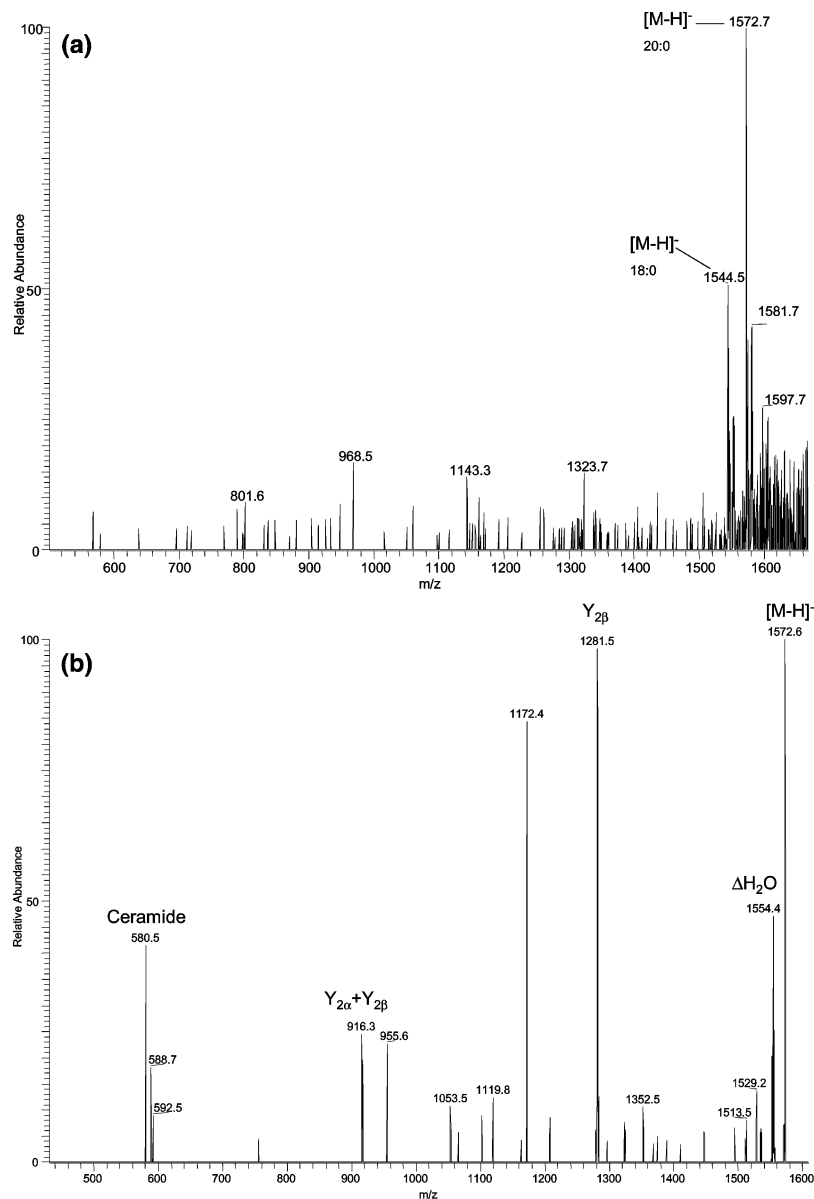 (a)
[M-H]-
1572.7
20:0
[M-H]-
18:0
1544.5
1581.7
1597.7
968.5
801.6
1143.3
1323.7
Relative Abundance
100
50
0
600 700 800 900 1000 1100 1200 1300 1400 1500 1600
m/z
(b)
Y2β
[M-H]-
1281.5
1572.6
1172.4
ΔH2O
1554.4
Ceramide
580.5
588.7
592.5
Y2α+Y2β
916.3
955.6
1053.5
1119.8
1352.5
1529.2
1513.5
Relative Abundance
100
50
0
500 600 700 800 900 1000 1100 1200 1300 1400 1500 1600
m/z